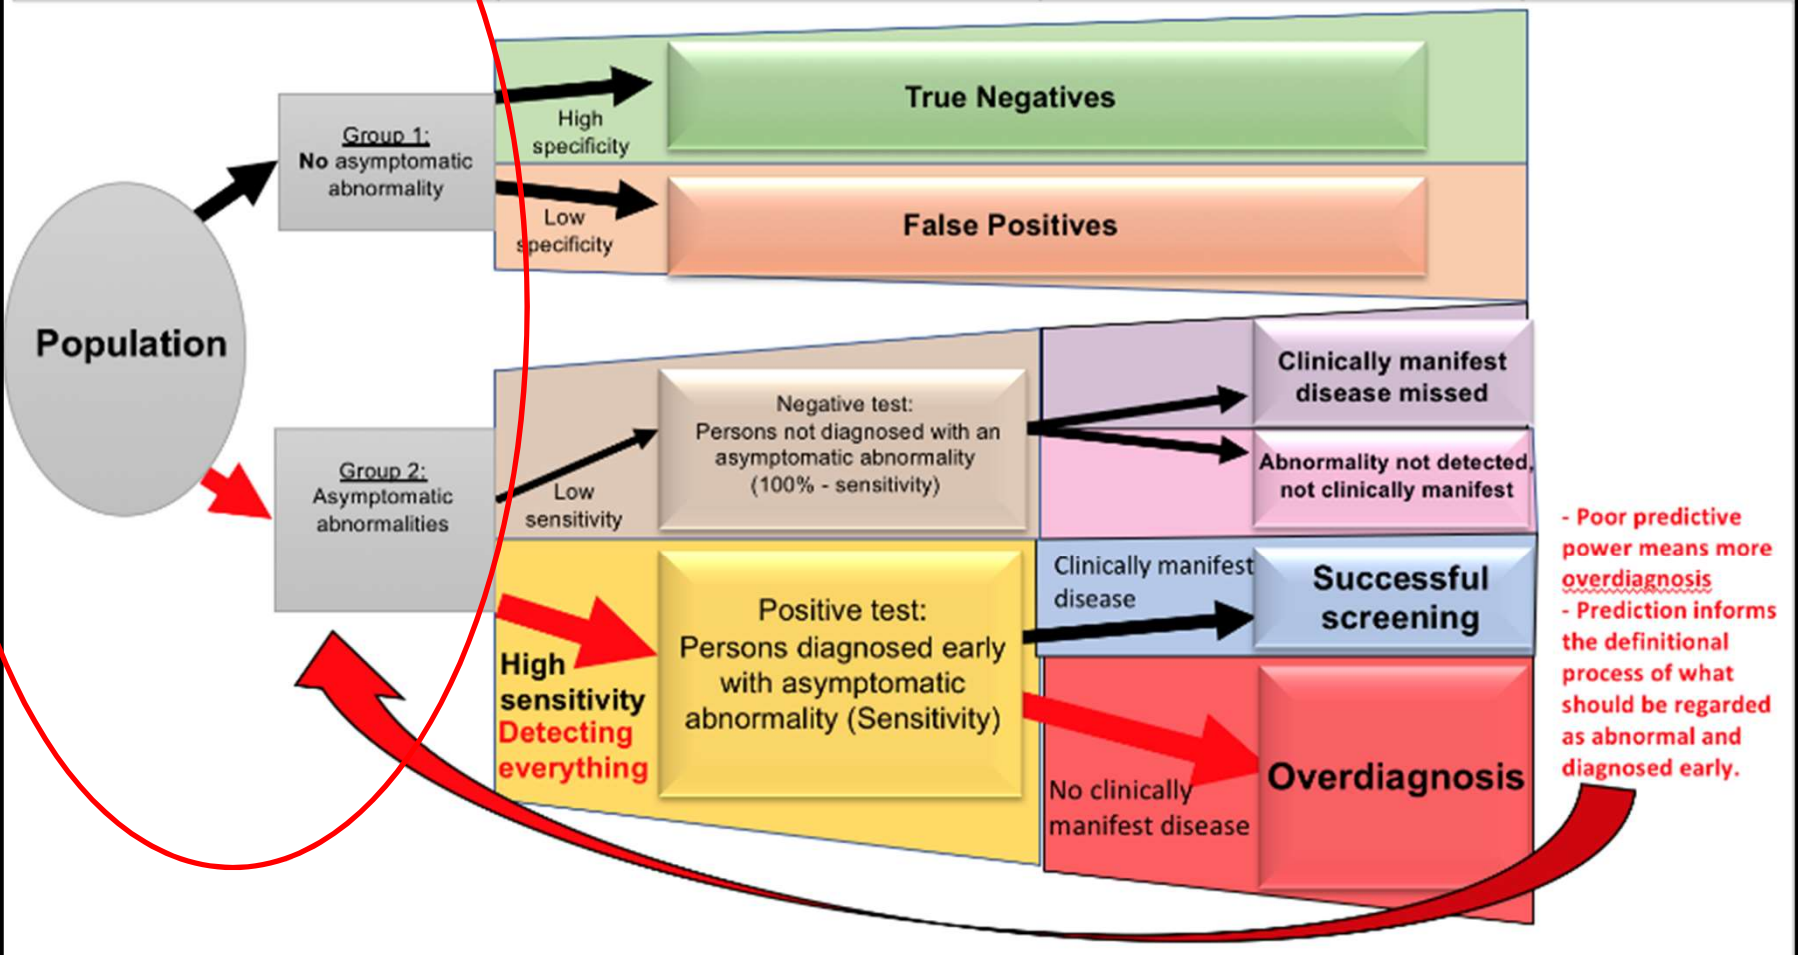 Population
Group 1:
No asymptomatic
abnormality
High
specificity
True Negatives
Low
specificity
False Positives
Group 2:
Asymptomatic
abnormalities
Low
sensitivity
Negative test:
Persons not diagnosed with an
asymptomatic abnormality
(100% - sensitivity)
Clinically manifest
disease missed
Abnormality not detected,
not clinically manifest
High
sensitivity
Detecting
everything
Positive test:
Persons diagnosed early
with asymptomatic
abnormality (Sensitivity)
Clinically manifest
disease
Successful
screening
No clinically
manifest disease
Overdiagnosis
- Poor predictive
power means more
overdiagnosis
- Prediction informs
the definitional
process of what
should be regarded
as abnormal and
diagnosed early.